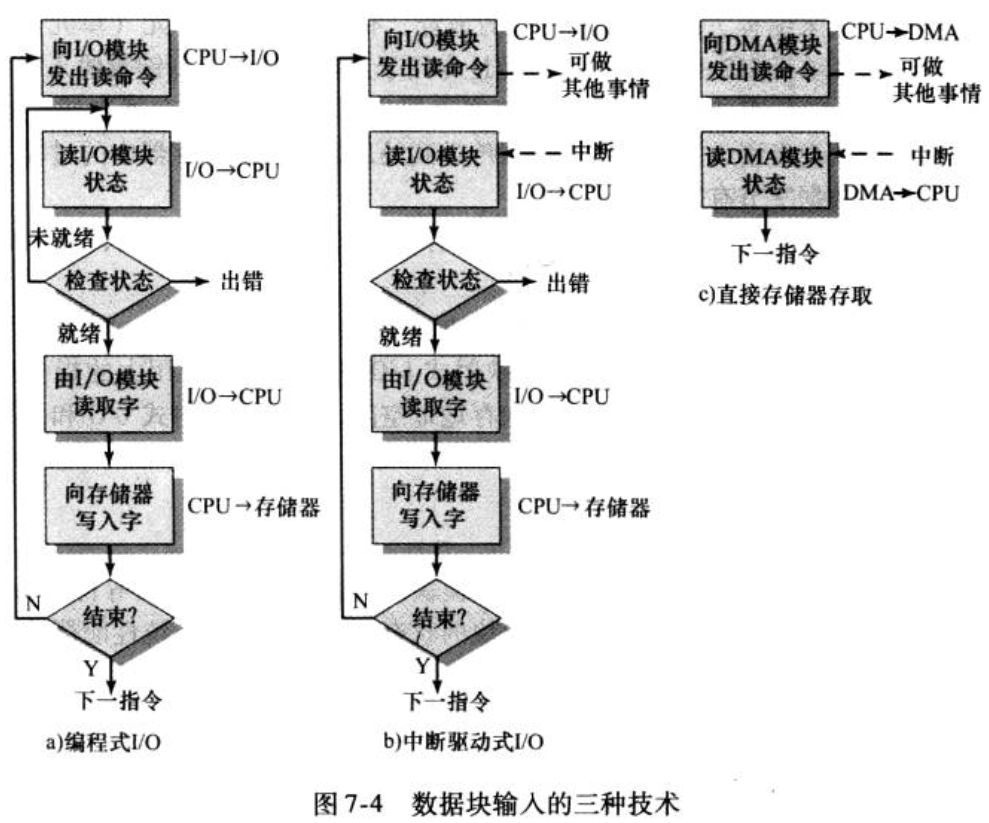 向I/O模块
发出读命令
CPU→I/O
读I/O模块
状态
I/O→CPU
未就绪
检查状态
出错
就绪
由I/O模块
读取字
I/O→CPU
向存储器
写入字
CPU→存储器
N
结束?
Y
下一指令
a)编程式I/O
向I/O模块
发出读命令
CPU→I/O
可做
其他事情
读I/O模块
状态
中断
I/O→CPU
检查状态
出错
就绪
由I/O模块
读取字
I/O→CPU
向存储器
写入字
CPU→存储器
N
结束?
Y
下一指令
b)中断驱动式I/O
向DMA模块
发出读命令
CPU→DMA
可做
其他事情
读DMA模块
状态
中断
DMA→CPU
下一指令
c)直接存储器存取
图7-4 数据块输入的三种技术